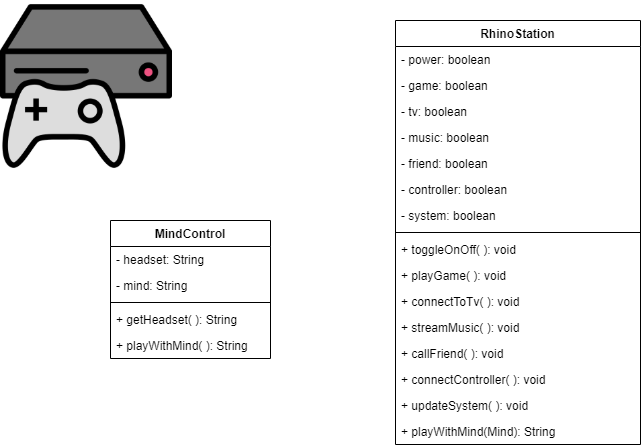 RhinoStation
- power: boolean
- game: boolean
- tv: boolean
- music: boolean
- friend: boolean
- controller: boolean
- system: boolean
+ toggleOnOff( ): void
+ playGame( ): void
+ connectToTv( ): void
+ streamMusic( ): void
+ callFriend( ): void
+ connectController( ): void
+ updateSystem( ): void
+ playWithMind(Mind): String
MindControl
- headset: String
- mind: String
+ getHeadset( ): String
+ playWithMind( ): String